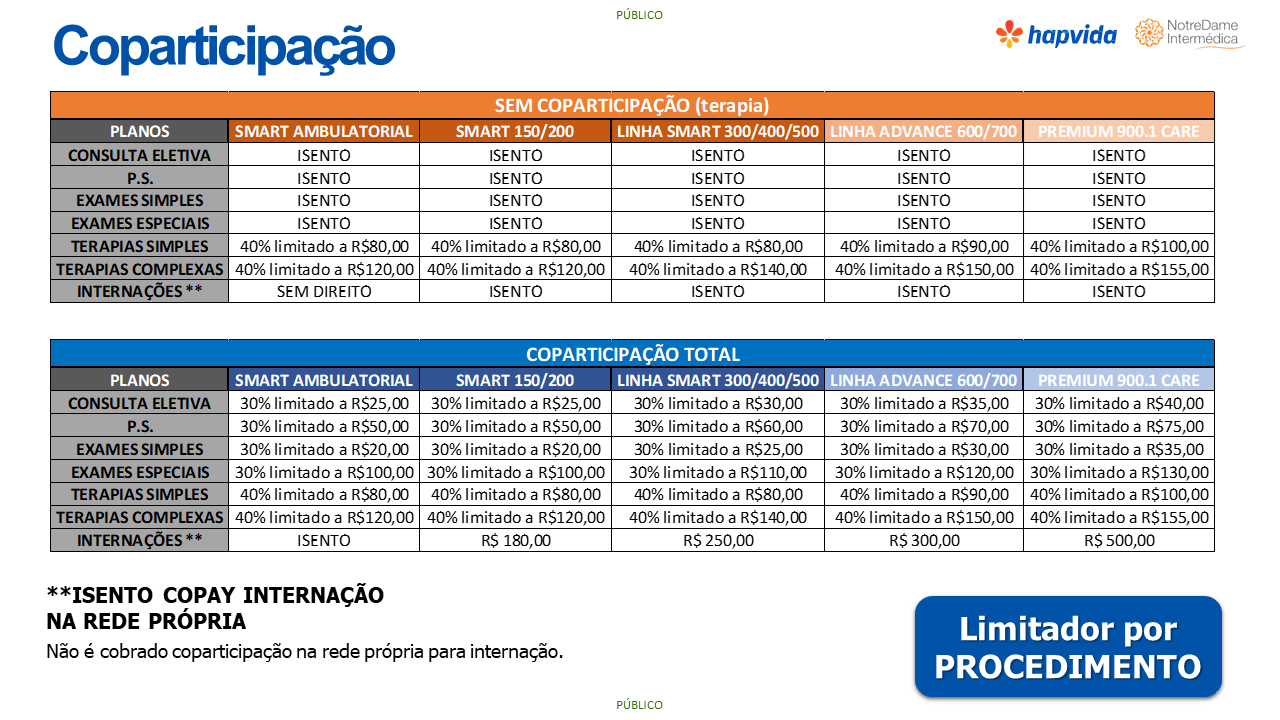 PÚBLICO
Coparticipação
hapvida
NotreDame
Intermédica
SEM COPARTICIPAÇÃO (terapia)
PLANOS SMART AMBULATORIAL SMART 150/200 LINHA SMART 300/400/500 LINHA ADVANCE 600/700 PREMIUM 900.1 CARE
CONSULTA ELETIVA ISENTO ISENTO ISENTO ISENTO ISENTO
P.S. ISENTO ISENTO ISENTO ISENTO ISENTO
EXAMES SIMPLES ISENTO ISENTO ISENTO ISENTO ISENTO
EXAMES ESPECIAIS ISENTO ISENTO ISENTO ISENTO ISENTO
TERAPIAS SIMPLES 40% limitado a R$80,00 40% limitado a R$80,00 40% limitado a R$80,00 40% limitado a R$90,00 40% limitado a R$100,00
TERAPIAS COMPLEXAS 40% limitado a R$120,00 40% limitado a R$120,00 40% limitado a R$140,00 40% limitado a R$150,00 40% limitado a R$155,00
INTERNAÇÕES ** SEM DIREITO ISENTO ISENTO ISENTO ISENTO
COPARTICIPAÇÃO TOTAL
PLANOS SMART AMBULATORIAL SMART 150/200 LINHA SMART 300/400/500 LINHA ADVANCE 600/700 PREMIUM 900.1 CARE
CONSULTA ELETIVA 30% limitado a R$25,00 30% limitado a R$25,00 30% limitado a R$30,00 30% limitado a R$35,00 30% limitado a R$40,00
P.S. 30% limitado a R$50,00 30% limitado a R$50,00 30% limitado a R$60,00 30% limitado a R$70,00 30% limitado a R$75,00
EXAMES SIMPLES 30% limitado a R$20,00 30% limitado a R$20,00 30% limitado a R$25,00 30% limitado a R$30,00 30% limitado a R$35,00
EXAMES ESPECIAIS 30% limitado a R$100,00 30% limitado a R$100,00 30% limitado a R$110,00 30% limitado a R$120,00 30% limitado a R$130,00
TERAPIAS SIMPLES 40% limitado a R$80,00 40% limitado a R$80,00 40% limitado a R$80,00 40% limitado a R$90,00 40% limitado a R$100,00
TERAPIAS COMPLEXAS 40% limitado a R$120,00 40% limitado a R$120,00 40% limitado a R$140,00 40% limitado a R$150,00 40% limitado a R$155,00
INTERNAÇÕES ** ISENTO R$ 180,00 R$ 250,00 R$ 300,00 R$ 500,00
**ISENTO COPAY INTERNAÇÃO
NA REDE PRÓPRIA
Não é cobrado coparticipação na rede própria para internação.
Limitador por
PROCEDIMENTO
PÚBLICO